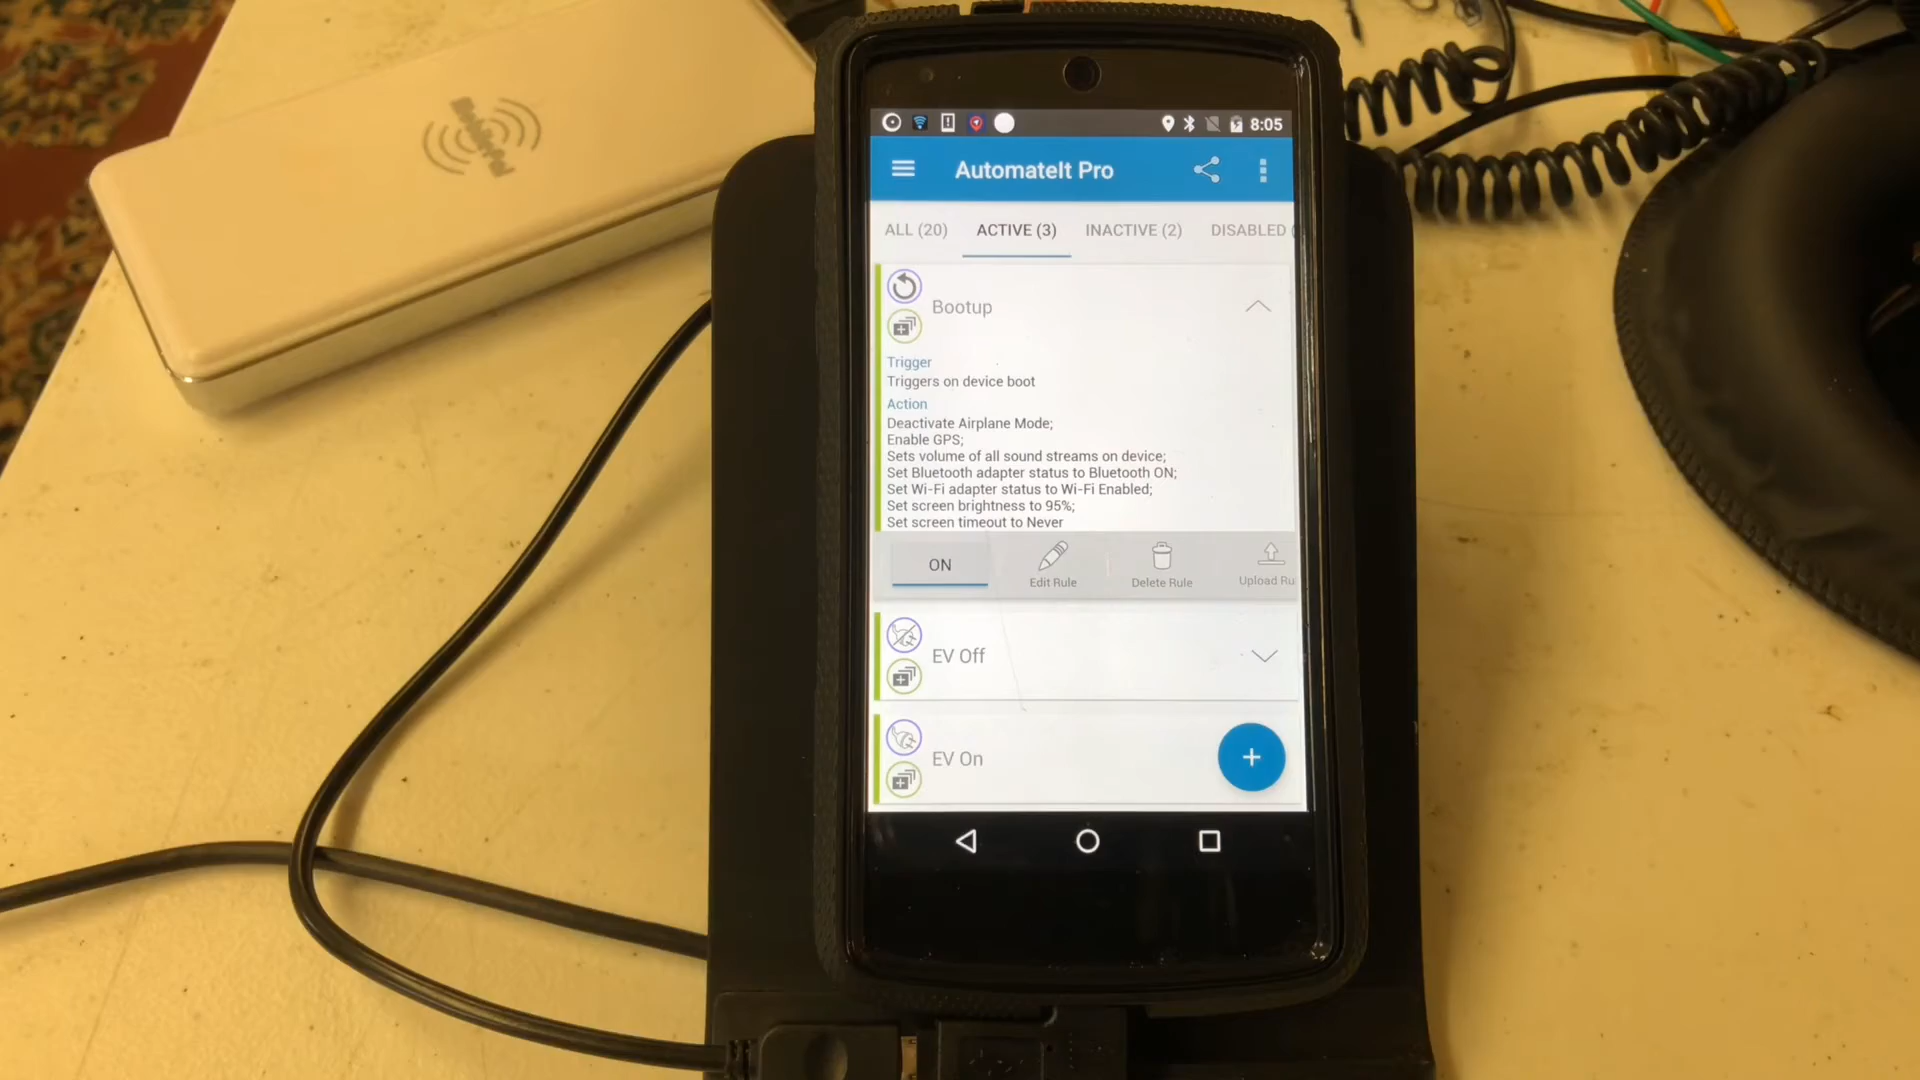 8:05
AutomateIt Pro
ALL (20) ACTIVE (3) INACTIVE (2) DISABLED (
Bootup
Trigger
Triggers on device boot
Action
Deactivate Airplane Mode;
Enable GPS;
Sets volume of all sound streams on device;
Set Bluetooth adapter status to Bluetooth ON;
Set Wi-Fi adapter status to Wi-Fi Enabled;
Set screen brightness to 95%;
Set screen timeout to Never
ON Edit Rule Delete Rule Upload Ru
EV Off
EV On